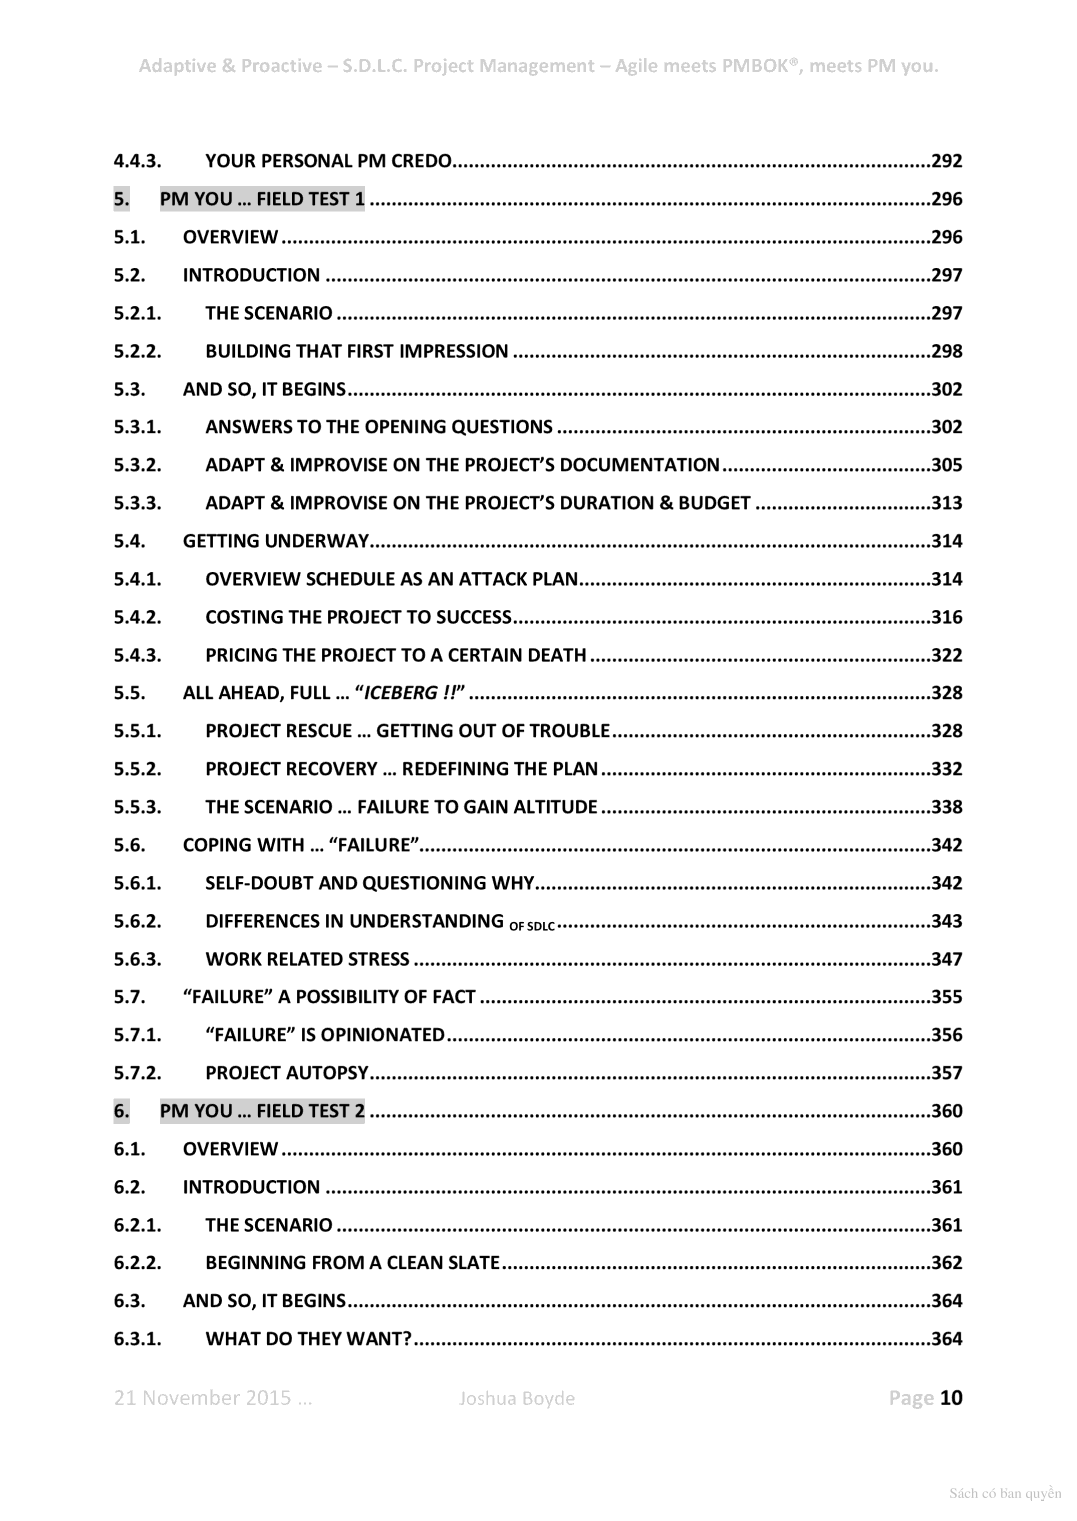 Adaptive & Proactive – S.D.L.C. Project Management – Agile meets PMBOK®, meets PM you.
4.4.3. YOUR PERSONAL PM CREDO 292
5. PM YOU … FIELD TEST 1 296
5.1. OVERVIEW 296
5.2. INTRODUCTION 297
5.2.1. THE SCENARIO 297
5.2.2. BUILDING THAT FIRST IMPRESSION 298
5.3. AND SO, IT BEGINS 302
5.3.1. ANSWERS TO THE OPENING QUESTIONS 302
5.3.2. ADAPT & IMPROVISE ON THE PROJECT’S DOCUMENTATION 305
5.3.3. ADAPT & IMPROVISE ON THE PROJECT’S DURATION & BUDGET 313
5.4. GETTING UNDERWAY 314
5.4.1. OVERVIEW SCHEDULE AS AN ATTACK PLAN 314
5.4.2. COSTING THE PROJECT TO SUCCESS 316
5.4.3. PRICING THE PROJECT TO A CERTAIN DEATH 322
5.5. ALL AHEAD, FULL … “ICEBERG !!” 328
5.5.1. PROJECT RESCUE … GETTING OUT OF TROUBLE 328
5.5.2. PROJECT RECOVERY … REDEFINING THE PLAN 332
5.5.3. THE SCENARIO … FAILURE TO GAIN ALTITUDE 338
5.6. COPING WITH … “FAILURE” 342
5.6.1. SELF-DOUBT AND QUESTIONING WHY 342
5.6.2. DIFFERENCES IN UNDERSTANDING OF SDLC 343
5.6.3. WORK RELATED STRESS 347
5.7. “FAILURE” A POSSIBILITY OF FACT 355
5.7.1. “FAILURE” IS OPINIONATED 356
5.7.2. PROJECT AUTOPSY 357
6. PM YOU … FIELD TEST 2 360
6.1. OVERVIEW 360
6.2. INTRODUCTION 361
6.2.1. THE SCENARIO 361
6.2.2. BEGINNING FROM A CLEAN SLATE 362
6.3. AND SO, IT BEGINS 364
6.3.1. WHAT DO THEY WANT? 364
21 November 2015 … Joshua Boyde Page 10
Sách có bản quyền